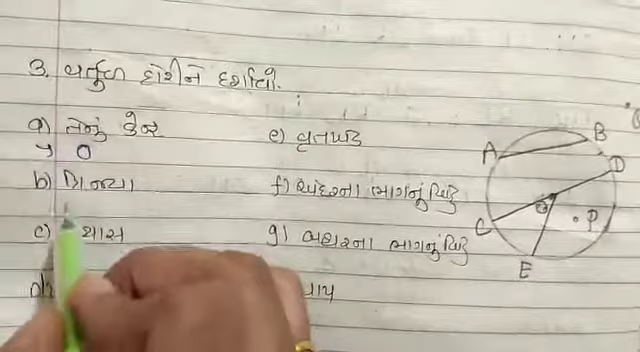 3. વર્તુળ દોરીને દર્શાવો.
a) તેનું કેન્દ્ર
→ O
e) વૃતખંડ
b) ત્રિજ્યા
f) અંદરના ભાગનું બિંદુ
c) વ્યાસ
g) બહારના ભાગનું બિંદુ
ચાપ
A
B
D
O
P
C
E